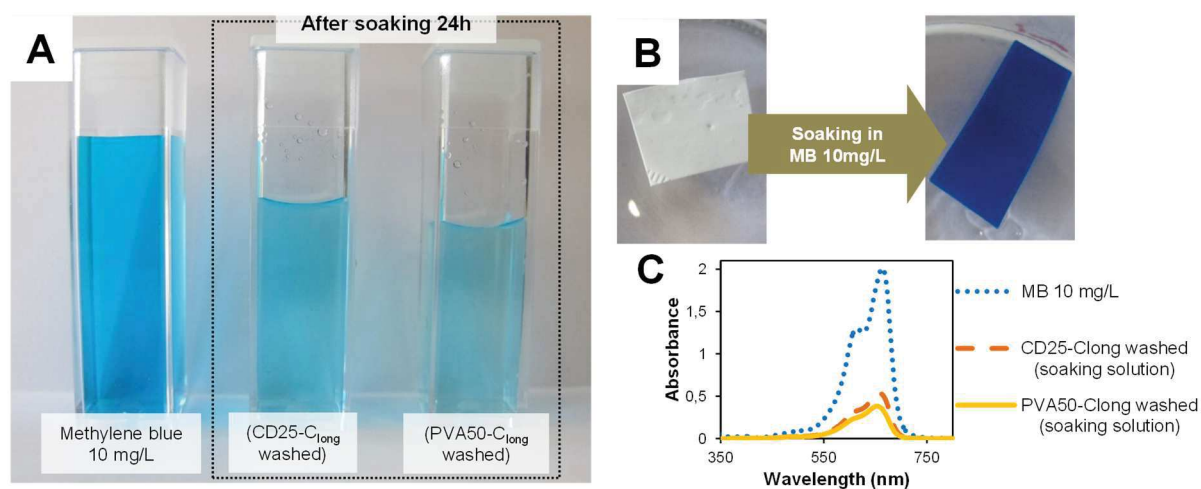 A
After soaking 24h
Methylene blue
10 mg/L
(CD25-Clong
washed)
(PVA50-Clong
washed)
B
Soaking in
MB 10mg/L
C
Absorbance
2
1,5
1
0,5
0
350
550
750
Wavelength (nm)
MB 10 mg/L
CD25-Clong washed
(soaking solution)
PVA50-Clong washed
(soaking solution)